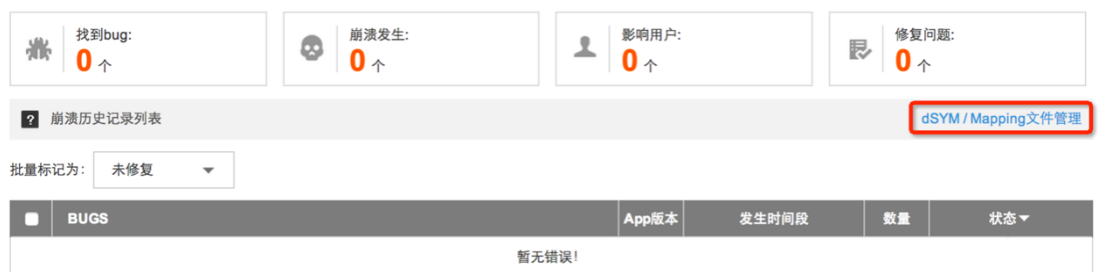 找到bug: 崩溃发生: 影响用户: 修复问题:
0 个 0 个 0 个 0 个
? 崩溃历史记录列表 dSYM / Mapping文件管理
批量标记为: 未修复
BUGS App版本 发生时间段 数量 状态
暂无错误!